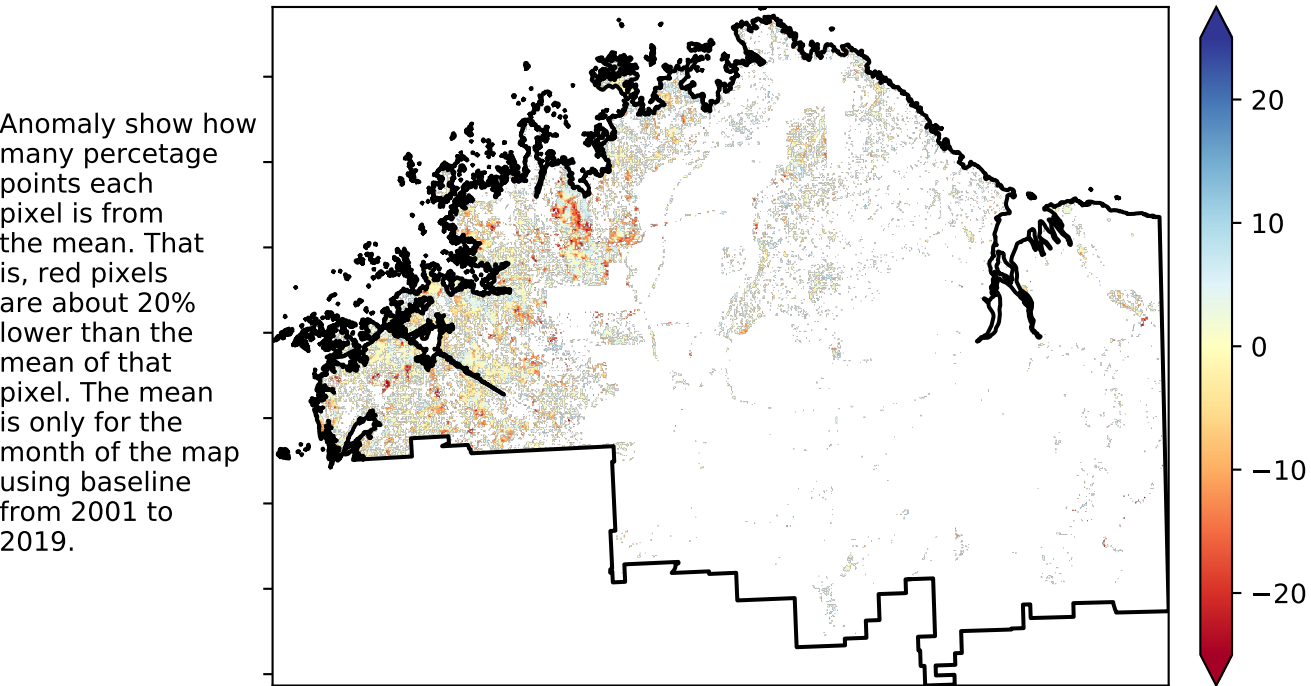 Anomaly show how
many percetage
points each
pixel is from
the mean. That
is, red pixels
are about 20%
lower than the
mean of that
pixel. The mean
is only for the
month of the map
using baseline
from 2001 to
2019.
20
10
0
−10
−20